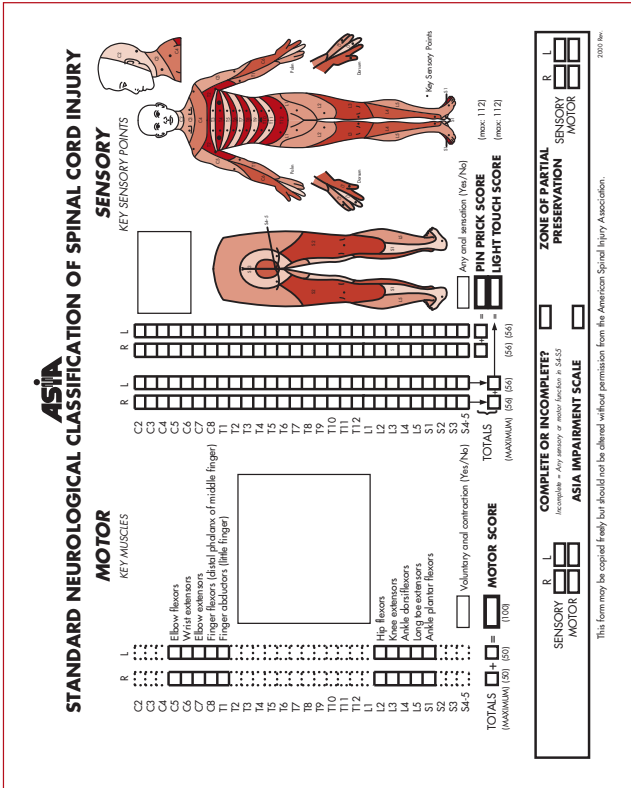 ASIA
STANDARD NEUROLOGICAL CLASSIFICATION OF SPINAL CORD INJURY
MOTOR
KEY MUSCLES
R L
C2
C3
C4
C5 Elbow flexors
C6 Wrist extensors
C7 Elbow extensors
C8 Finger flexors (distal phalanx of middle finger)
T1 Finger abductors (little finger)
T2
T3
T4
T5
T6
T7
T8
T9
T10
T11
T12
L1
L2 Hip flexors
L3 Knee extensors
L4 Ankle dorsiflexors
L5 Long toe extensors
S1 Ankle plantar flexors
S2
S3
S4-5
Voluntary anal contraction (Yes/No)
TOTALS + = MOTOR SCORE
(MAXIMUM) (50) (50) (100)
SENSORY
KEY SENSORY POINTS
R L R L
C2
C3
C4
C5
C6
C7
C8
T1
T2
T3
T4
T5
T6
T7
T8
T9
T10
T11
T12
L1
L2
L3
L4
L5
S1
S2
S3
S4-5
Any anal sensation (Yes/No)
TOTALS { + = PIN PRICK SCORE (max: 112)
+ = LIGHT TOUCH SCORE (max: 112)
(MAXIMUM) (56) (56) (56) (56)
S4-5
Palm
Dorsum
Palm
Dorsum
* Key Sensory Points
R L
SENSORY
MOTOR
COMPLETE OR INCOMPLETE?
Incomplete = Any sensory or motor function in S4-S5
ASIA IMPAIRMENT SCALE
ZONE OF PARTIAL
PRESERVATION
R L
SENSORY
MOTOR
This form may be copied freely but should not be altered without permission from the American Spinal Injury Association.
2000 Rev.